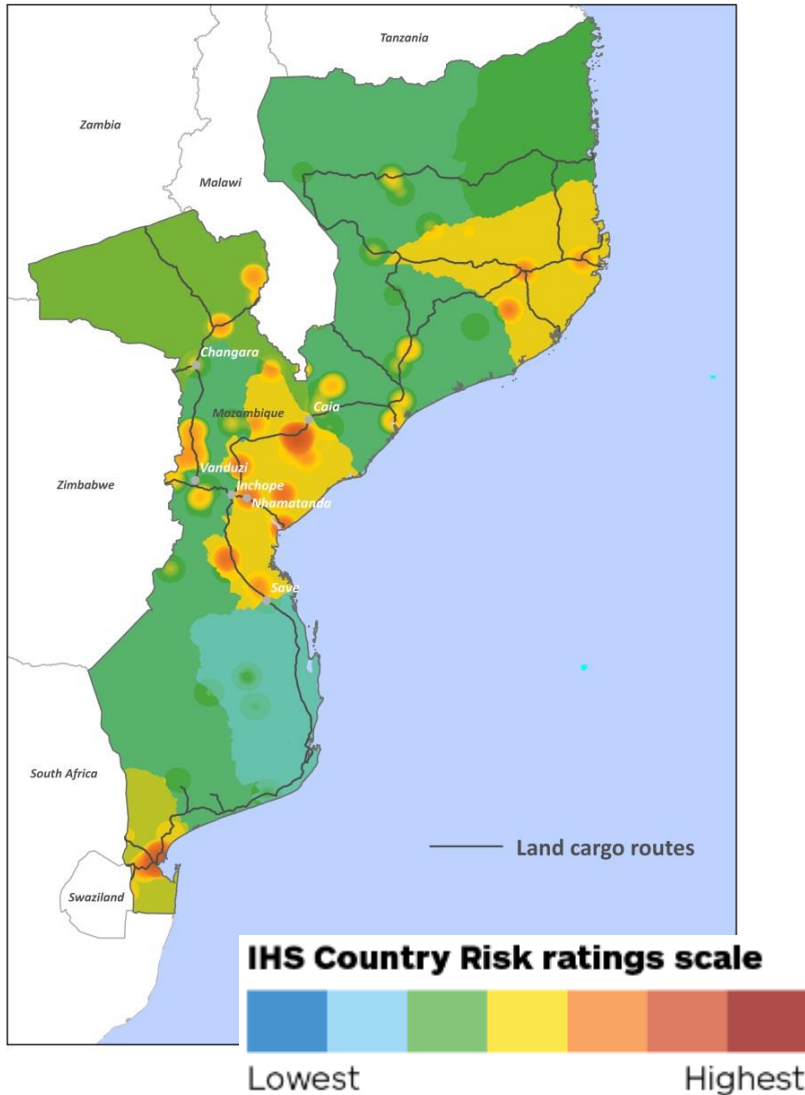 Tanzania
Zambia
Malawi
Changara
Mozambique
Caia
Vanduzi
Zimbabwe
Inchope
Nhamatanda
Save
South Africa
Land cargo routes
Swaziland
IHS Country Risk ratings scale
Lowest
Highest